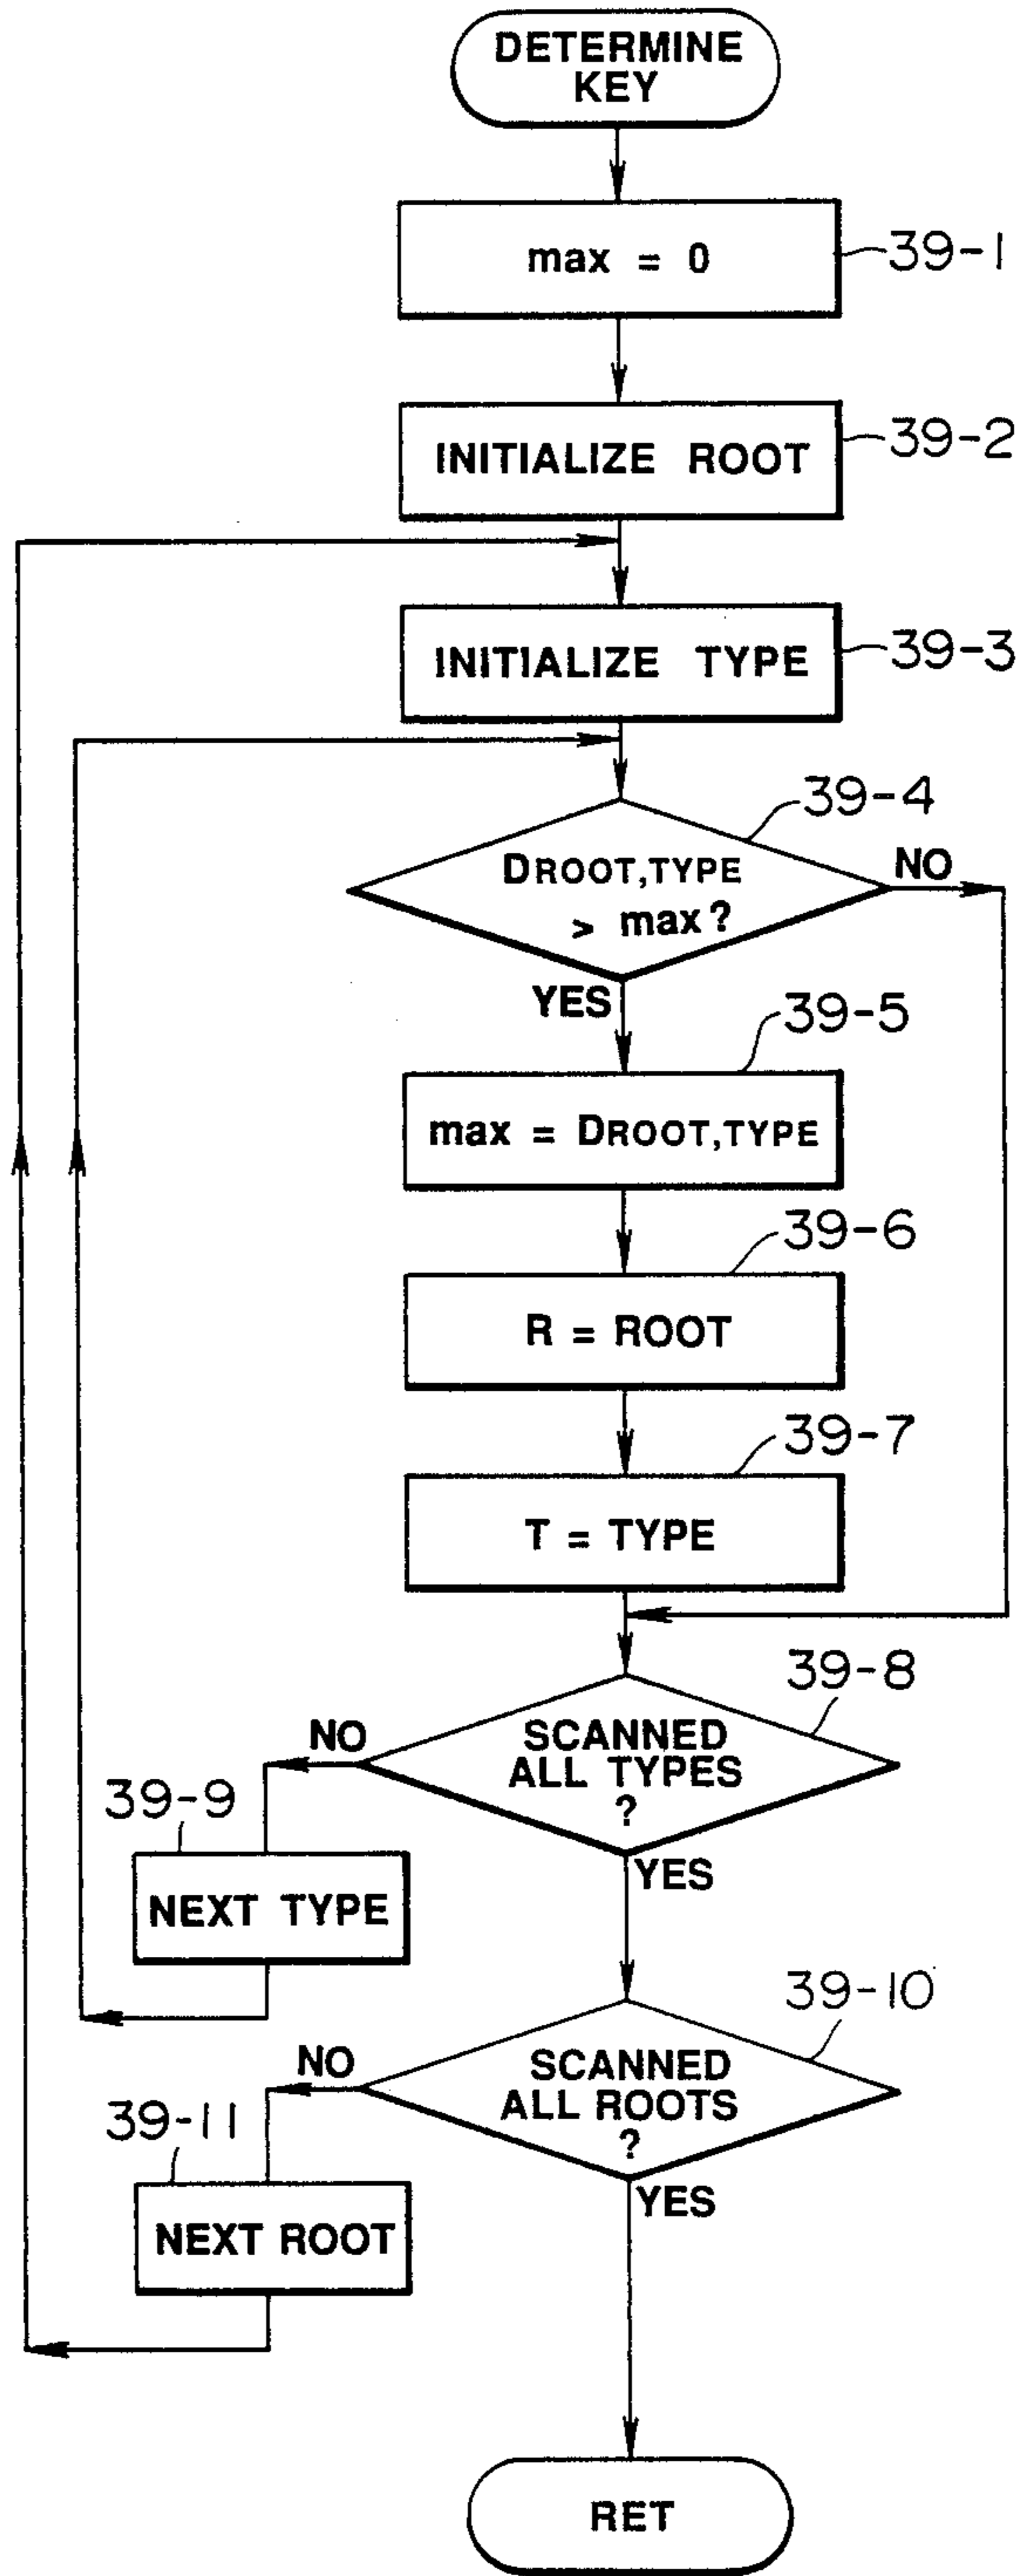 DETERMINE
KEY
max = 0
39-1
INITIALIZE ROOT
39-2
INITIALIZE TYPE
39-3
39-4
DROOT,TYPE
> max?
NO
YES
39-5
max = DROOT,TYPE
39-6
R = ROOT
39-7
T = TYPE
39-8
SCANNED
ALL TYPES
?
NO
YES
39-9
NEXT TYPE
39-10
SCANNED
ALL ROOTS
?
NO
YES
39-11
NEXT ROOT
RET